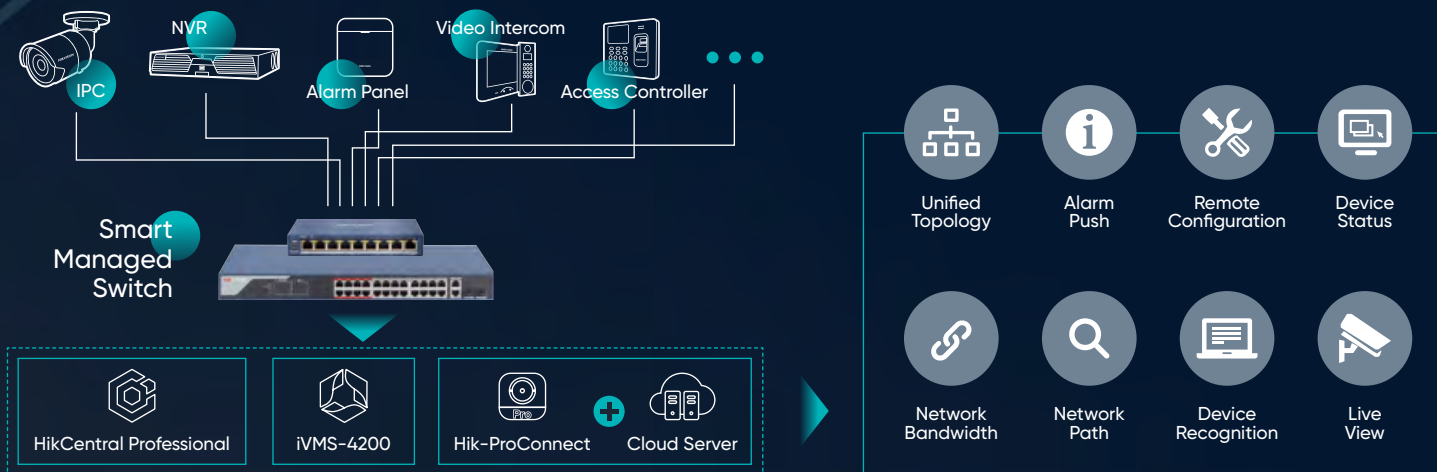 NVR
Video Intercom
IPC
Alarm Panel
Access Controller
Smart
Managed
Switch
HikCentral Professional
iVMS-4200
Pro
Hik-ProConnect
Cloud Server
Unified
Topology
Alarm
Push
Remote
Configuration
Device
Status
Network
Bandwidth
Network
Path
Device
Recognition
Live
View